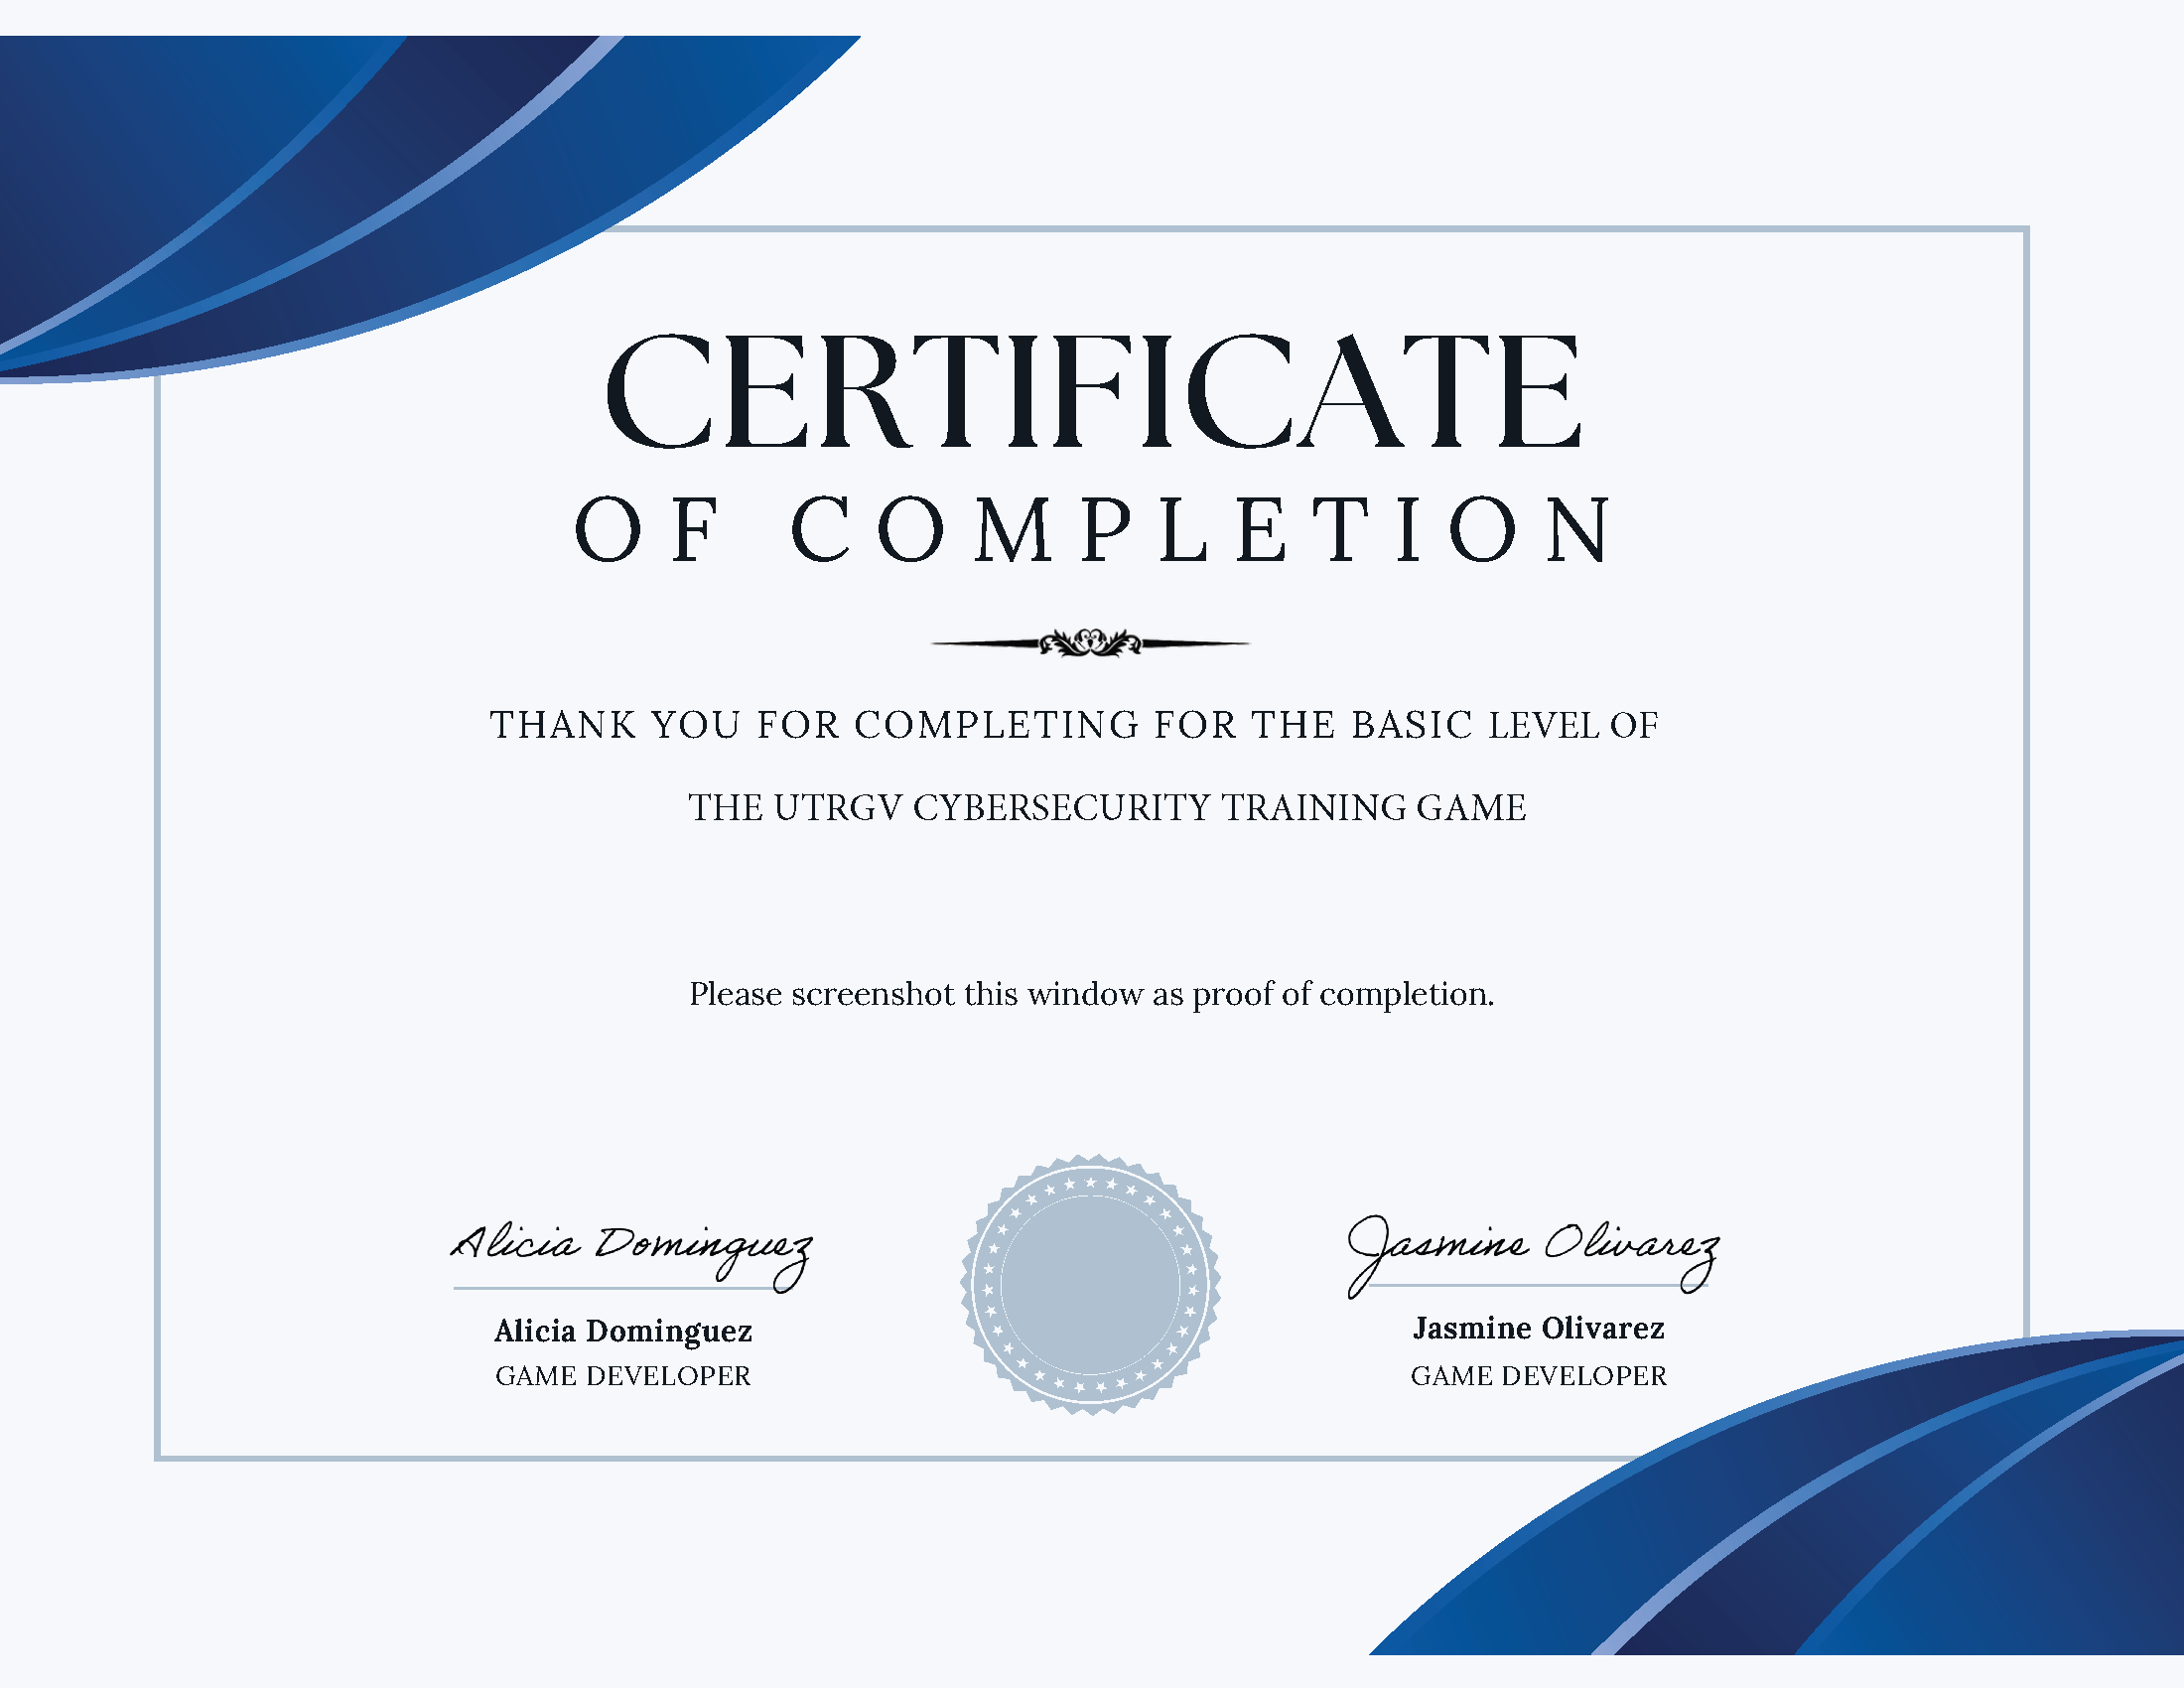 CERTIFICATE
OF COMPLETION
THANK YOU FOR COMPLETING FOR THE BASIC LEVEL OF
THE UTRGV CYBERSECURITY TRAINING GAME
Please screenshot this window as proof of completion.
Alicia Dominguez
Alicia Dominguez
GAME DEVELOPER
Jasmine Olivarez
Jasmine Olivarez
GAME DEVELOPER